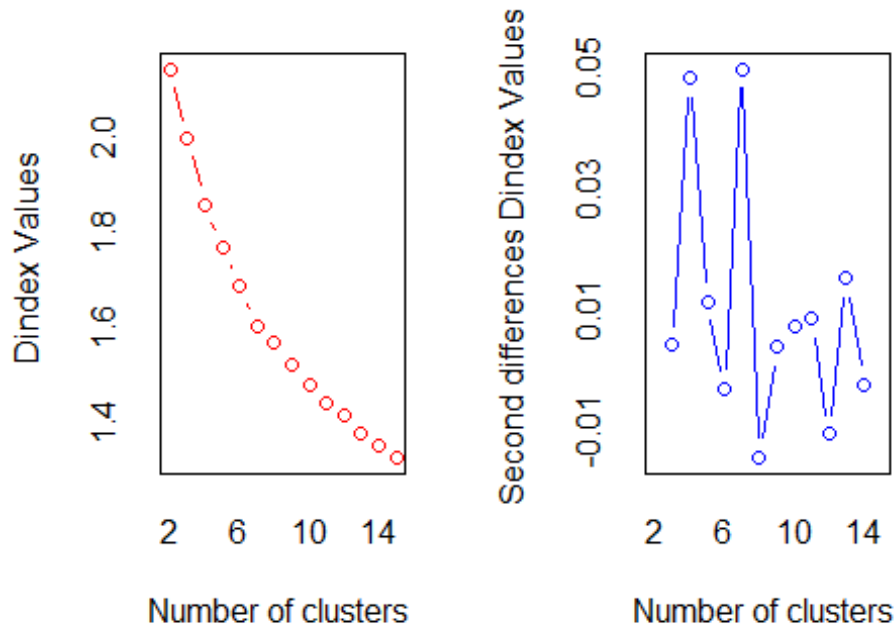 Dindex Values
2.0
1.8
1.6
1.4
2 6 10 14
Number of clusters
Second differences Dindex Values
0.05
0.03
0.01
-0.01
2 6 10 14
Number of clusters